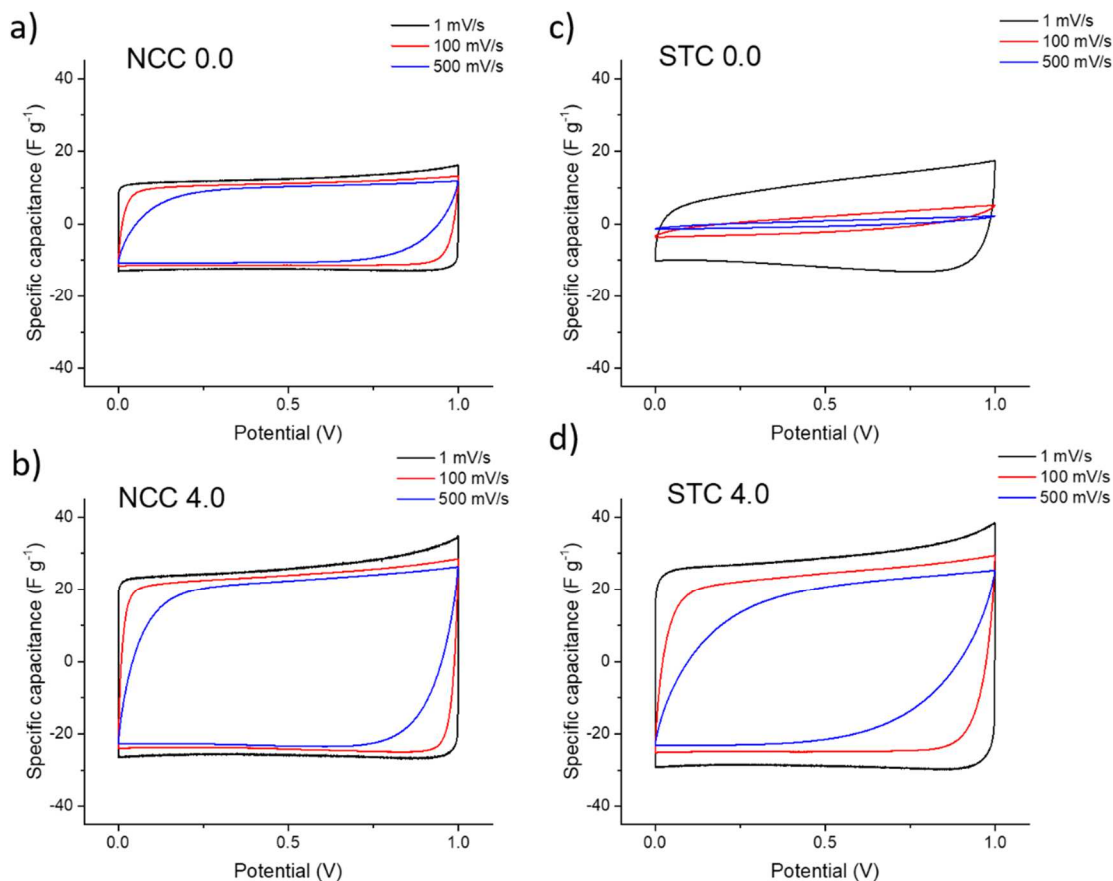 a)
NCC 0.0
1 mV/s
100 mV/s
500 mV/s
40
20
0
-20
-40
Specific capacitance (F g⁻¹)
0.0
0.5
1.0
Potential (V)
c)
STC 0.0
1 mV/s
100 mV/s
500 mV/s
40
20
0
-20
-40
Specific capacitance (F g⁻¹)
0.0
0.5
1.0
Potential (V)
b)
NCC 4.0
1 mV/s
100 mV/s
500 mV/s
40
20
0
-20
-40
Specific capacitance (F g⁻¹)
0.0
0.5
1.0
Potential (V)
d)
STC 4.0
1 mV/s
100 mV/s
500 mV/s
40
20
0
-20
-40
Specific capacitance (F g⁻¹)
0.0
0.5
1.0
Potential (V)